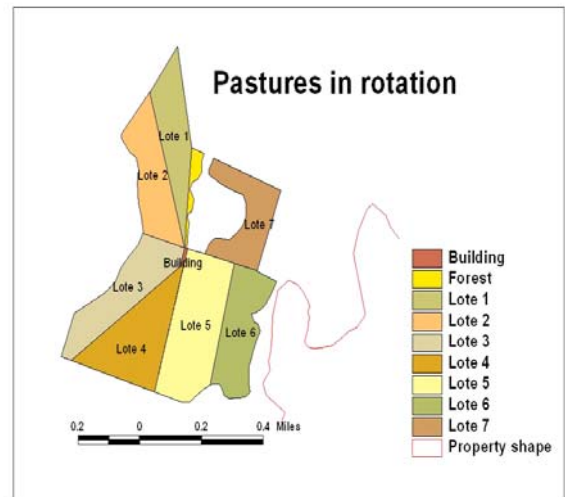 Pastures in rotation
Lote 1
Lote 2
Lote 7
Building
Lote 3
Lote 5
Lote 6
Lote 4
Building
Forest
Lote 1
Lote 2
Lote 3
Lote 4
Lote 5
Lote 6
Lote 7
Property shape
0.2 0 0.2 0.4 Miles